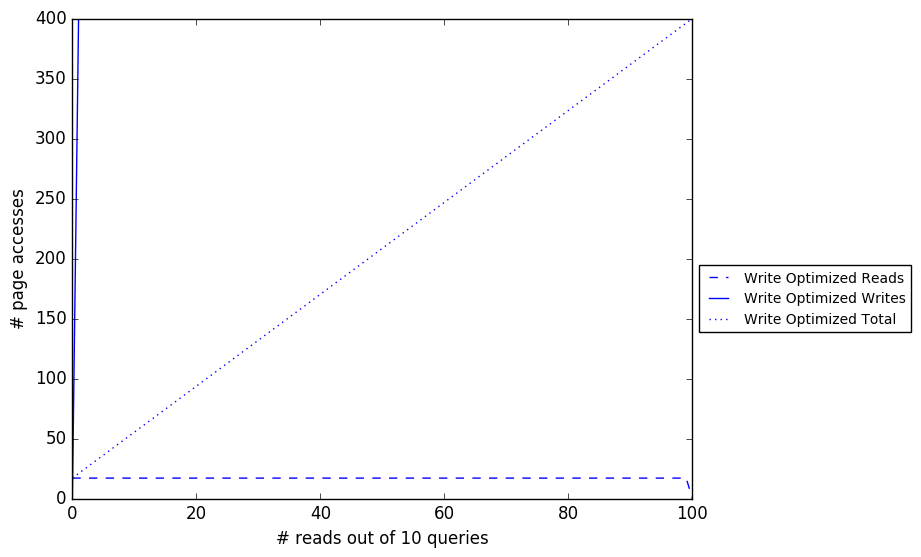 400
350
300
250
200
150
100
50
0
# page accesses
0 20 40 60 80 100
# reads out of 10 queries
Write Optimized Reads
Write Optimized Writes
Write Optimized Total